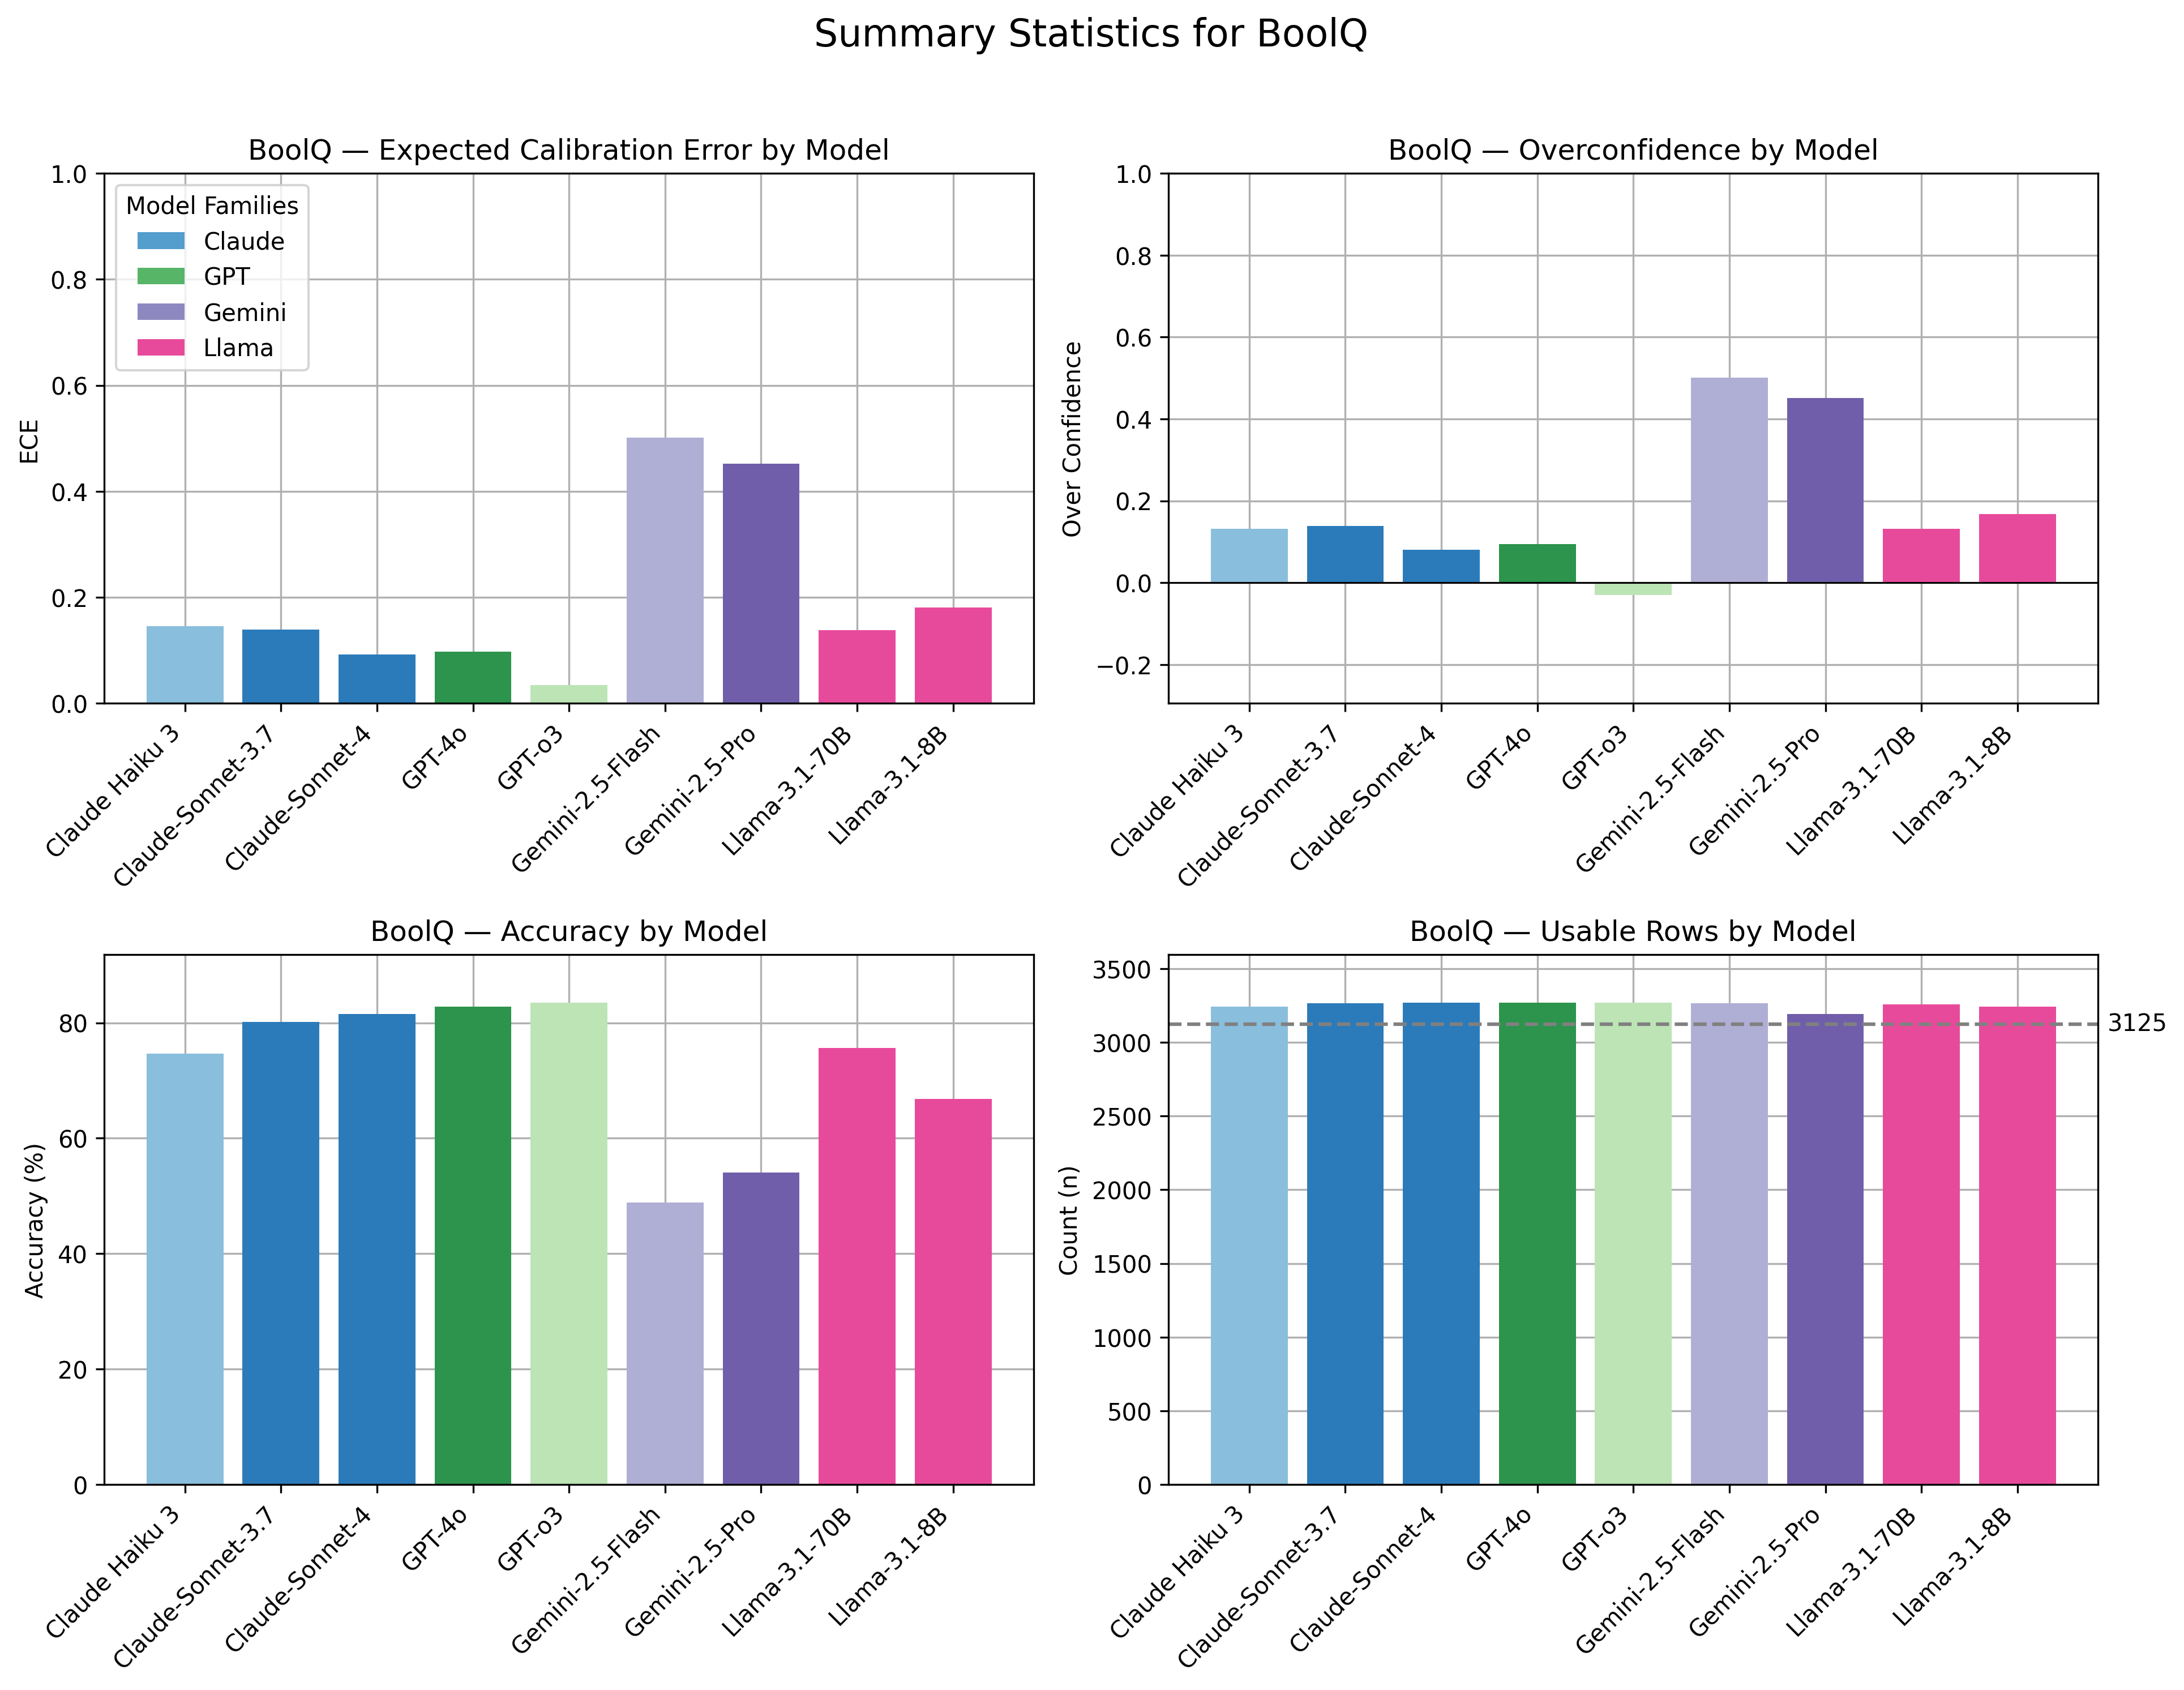 Summary Statistics for BoolQ
BoolQ — Expected Calibration Error by Model
ECE
1.0
0.8
0.6
0.4
0.2
0.0
Model Families
Claude
GPT
Gemini
Llama
Claude Haiku 3
Claude-Sonnet-3.7
Claude-Sonnet-4
GPT-4o
GPT-o3
Gemini-2.5-Flash
Gemini-2.5-Pro
Llama-3.1-70B
Llama-3.1-8B
BoolQ — Overconfidence by Model
Over Confidence
1.0
0.8
0.6
0.4
0.2
0.0
−0.2
Claude Haiku 3
Claude-Sonnet-3.7
Claude-Sonnet-4
GPT-4o
GPT-o3
Gemini-2.5-Flash
Gemini-2.5-Pro
Llama-3.1-70B
Llama-3.1-8B
BoolQ — Accuracy by Model
Accuracy (%)
80
60
40
20
0
Claude Haiku 3
Claude-Sonnet-3.7
Claude-Sonnet-4
GPT-4o
GPT-o3
Gemini-2.5-Flash
Gemini-2.5-Pro
Llama-3.1-70B
Llama-3.1-8B
BoolQ — Usable Rows by Model
Count (n)
3500
3000
2500
2000
1500
1000
500
0
3125
Claude Haiku 3
Claude-Sonnet-3.7
Claude-Sonnet-4
GPT-4o
GPT-o3
Gemini-2.5-Flash
Gemini-2.5-Pro
Llama-3.1-70B
Llama-3.1-8B